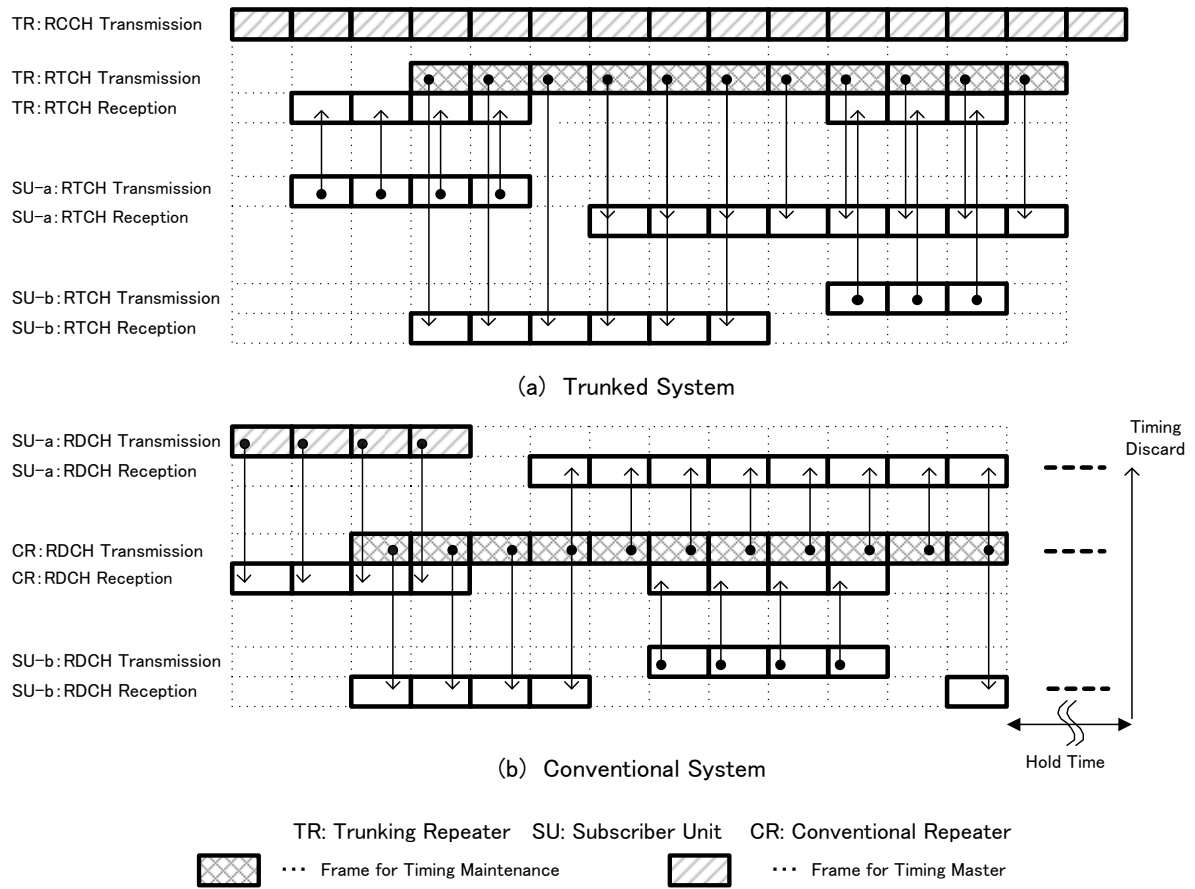 TR:RCCH Transmission
TR:RTCH Transmission
TR:RTCH Reception
SU-a:RTCH Transmission
SU-a:RTCH Reception
SU-b:RTCH Transmission
SU-b:RTCH Reception
(a) Trunked System
SU-a:RDCH Transmission
SU-a:RDCH Reception
Timing
Discard
CR:RDCH Transmission
CR:RDCH Reception
SU-b:RDCH Transmission
SU-b:RDCH Reception
Hold Time
(b) Conventional System
TR: Trunking Repeater SU: Subscriber Unit CR: Conventional Repeater
··· Frame for Timing Maintenance ··· Frame for Timing Master